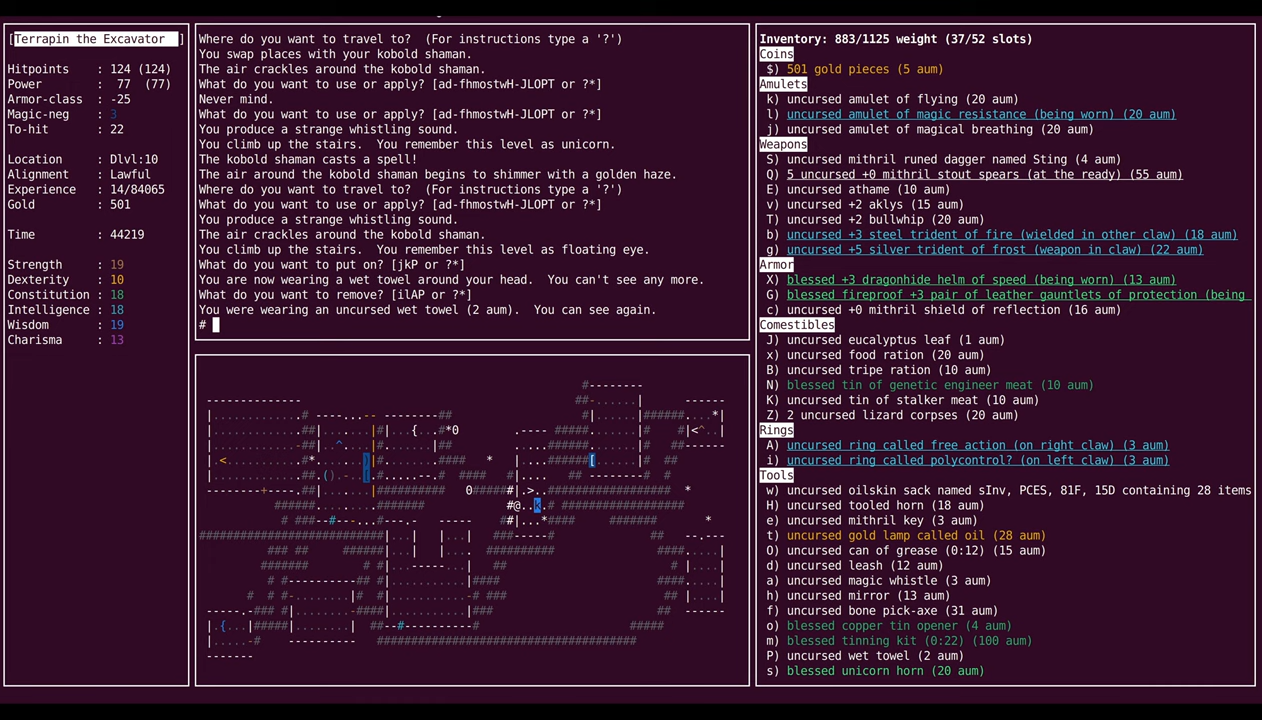 [Terrapin the Excavator ]
Hitpoints : 124 (124)
Power : 77 (77)
Armor-class : -25
Magic-neg : 3
To-hit : 22
Location : Dlvl:10
Alignment : Lawful
Experience : 14/84065
Gold : 501
Time : 44219
Strength : 19
Dexterity : 10
Constitution : 18
Intelligence : 18
Wisdom : 19
Charisma : 13
Where do you want to travel to? (For instructions type a '?')
You swap places with your kobold shaman.
The air crackles around the kobold shaman.
What do you want to use or apply? [ad-fhmostwH-JLOPT or ?*]
Never mind.
What do you want to use or apply? [ad-fhmostwH-JLOPT or ?*]
You produce a strange whistling sound.
You climb up the stairs. You remember this level as unicorn.
The kobold shaman casts a spell!
The air around the kobold shaman begins to shimmer with a golden haze.
Where do you want to travel to? (For instructions type a '?')
What do you want to use or apply? [ad-fhmostwH-JLOPT or ?*]
You produce a strange whistling sound.
The air crackles around the kobold shaman.
You climb up the stairs. You remember this level as floating eye.
What do you want to put on? [jkP or ?*]
You are now wearing a wet towel around your head. You can't see any more.
What do you want to remove? [ilAP or ?*]
You were wearing an uncursed wet towel (2 aum). You can see again.
#
Inventory: 883/1125 weight (37/52 slots)
Coins
$) 501 gold pieces (5 aum)
Amulets
k) uncursed amulet of flying (20 aum)
l) uncursed amulet of magic resistance (being worn) (20 aum)
j) uncursed amulet of magical breathing (20 aum)
Weapons
S) uncursed mithril runed dagger named Sting (4 aum)
Q) 5 uncursed +0 mithril stout spears (at the ready) (55 aum)
E) uncursed athame (10 aum)
v) uncursed +2 aklys (15 aum)
T) uncursed +2 bullwhip (20 aum)
b) uncursed +3 steel trident of fire (wielded in other claw) (18 aum)
g) uncursed +5 silver trident of frost (weapon in claw) (22 aum)
Armor
X) blessed +3 dragonhide helm of speed (being worn) (13 aum)
G) blessed fireproof +3 pair of leather gauntlets of protection (being
c) uncursed +0 mithril shield of reflection (16 aum)
Comestibles
J) uncursed eucalyptus leaf (1 aum)
x) uncursed food ration (20 aum)
B) uncursed tripe ration (10 aum)
N) blessed tin of genetic engineer meat (10 aum)
K) uncursed tin of stalker meat (10 aum)
Z) 2 uncursed lizard corpses (20 aum)
Rings
A) uncursed ring called free action (on right claw) (3 aum)
i) uncursed ring called polycontrol? (on left claw) (3 aum)
Tools
w) uncursed oilskin sack named sInv, PCES, 81F, 15D containing 28 items
H) uncursed tooled horn (18 aum)
e) uncursed mithril key (3 aum)
t) uncursed gold lamp called oil (28 aum)
O) uncursed can of grease (0:12) (15 aum)
d) uncursed leash (12 aum)
a) uncursed magic whistle (3 aum)
h) uncursed mirror (13 aum)
f) uncursed bone pick-axe (31 aum)
o) blessed copper tin opener (4 aum)
m) blessed tinning kit (0:22) (100 aum)
P) uncursed wet towel (2 aum)
s) blessed unicorn horn (20 aum)